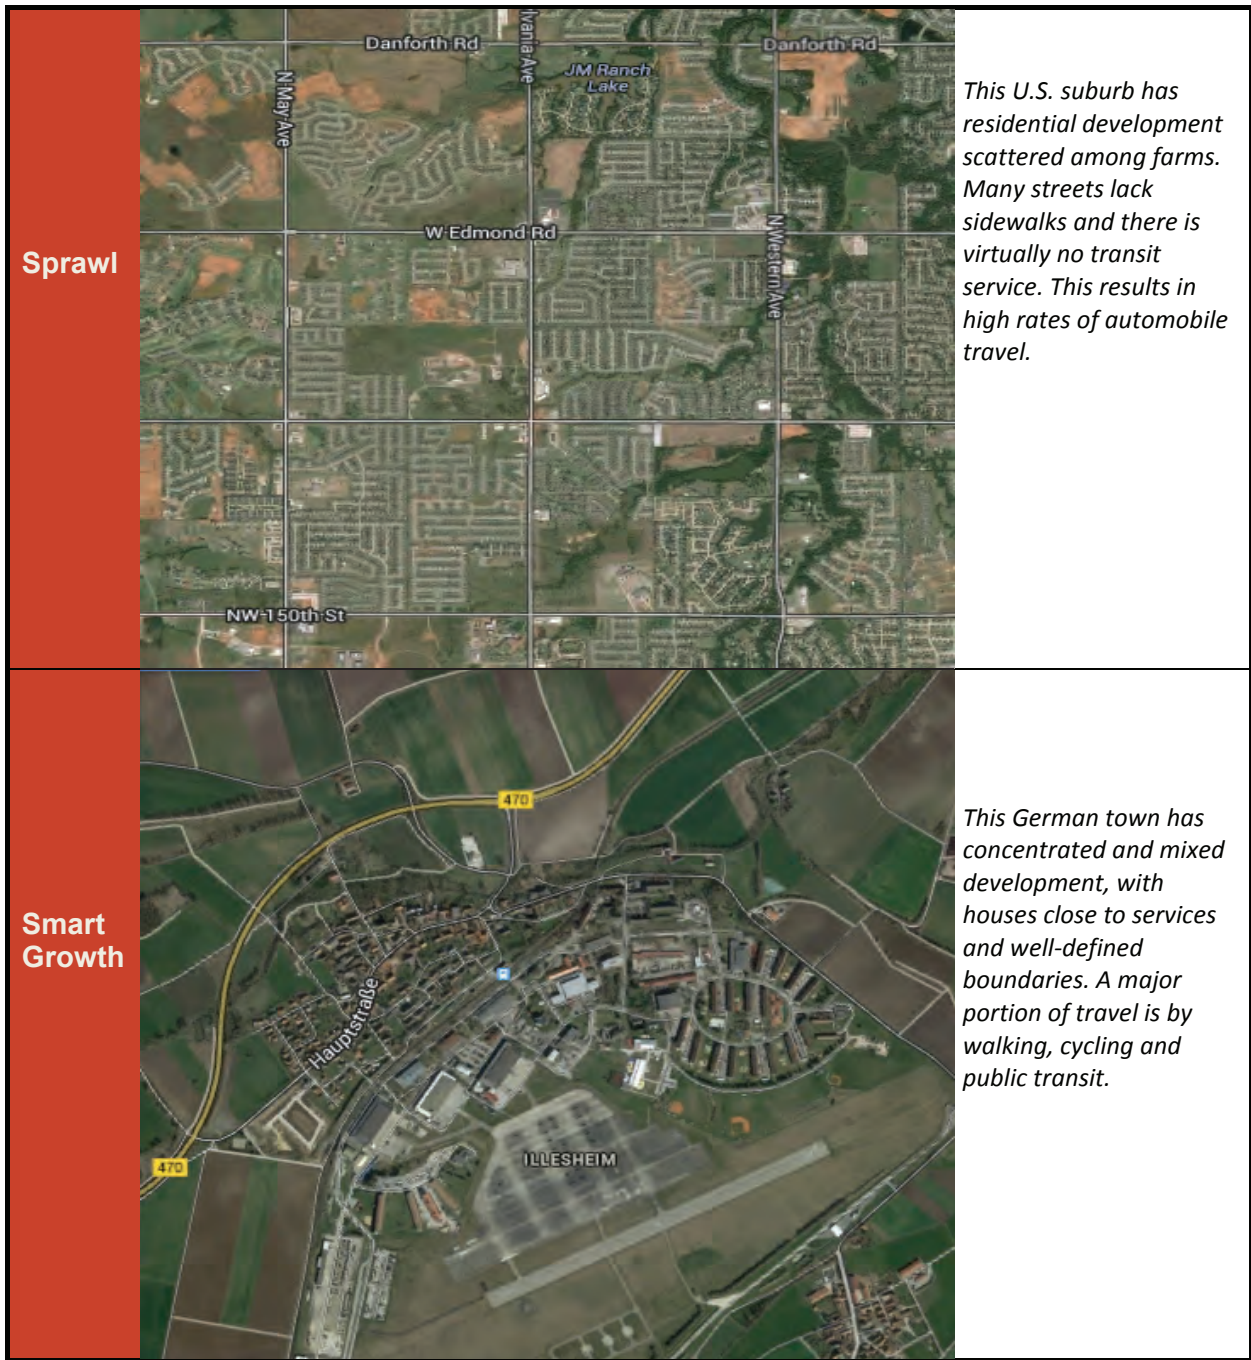 Sprawl
Danforth Rd
Danforth Rd
lvania Ave
N May Ave
JM Ranch
Lake
W Edmond Rd
N Western Ave
NW 150th St
This U.S. suburb has
residential development
scattered among farms.
Many streets lack
sidewalks and there is
virtually no transit
service. This results in
high rates of automobile
travel.
Smart
Growth
470
Hauptstraße
470
ILLESHEIM
This German town has
concentrated and mixed
development, with
houses close to services
and well-defined
boundaries. A major
portion of travel is by
walking, cycling and
public transit.